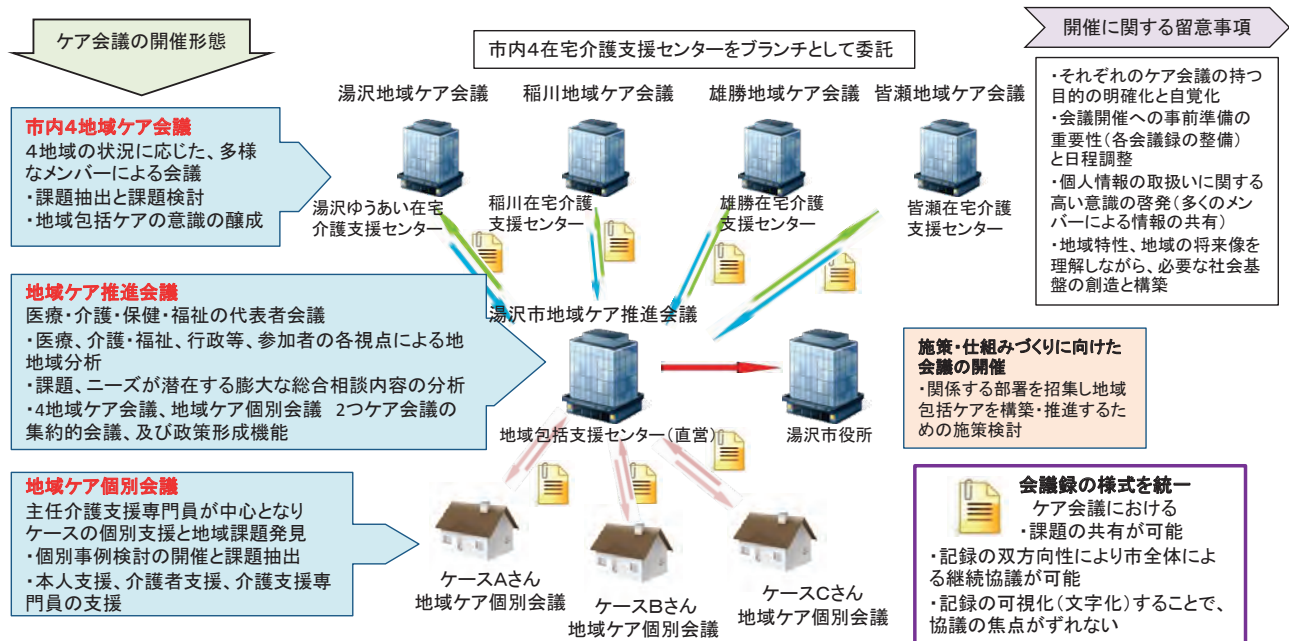 ケア会議の開催形態
市内4在宅介護支援センターをブランチとして委託
開催に関する留意事項
湯沢地域ケア会議
稲川地域ケア会議
雄勝地域ケア会議
皆瀬地域ケア会議
市内4地域ケア会議
4地域の状況に応じた、多様
なメンバーによる会議
・課題抽出と課題検討
・地域包括ケアの意識の醸成
湯沢ゆうあい在宅
介護支援センター
稲川在宅介護
支援センター
雄勝在宅介護
支援センター
皆瀬在宅介護
支援センター
・それぞれのケア会議の持つ
目的の明確化と自覚化
・会議開催への事前準備の
重要性(各会議録の整備)
と日程調整
・個人情報の取扱いに関する
高い意識の啓発(多くのメン
バーによる情報の共有)
・地域特性、地域の将来像を
理解しながら、必要な社会基
盤の創造と構築
地域ケア推進会議
医療・介護・保健・福祉の代表者会議
・医療、介護・福祉、行政等、参加者の各視点による地
地域分析
・課題、ニーズが潜在する膨大な総合相談内容の分析
・4地域ケア会議、地域ケア個別会議 2つケア会議の
集約的会議、及び政策形成機能
湯沢市地域ケア推進会議
地域包括支援センター(直営)
湯沢市役所
施策・仕組みづくりに向けた
会議の開催
・関係する部署を招集し地域
包括ケアを構築・推進するた
めの施策検討
地域ケア個別会議
主任介護支援専門員が中心となり
ケースの個別支援と地域課題発見
・個別事例検討の開催と課題抽出
・本人支援、介護者支援、介護支援専
門員の支援
ケースAさん
地域ケア個別会議
ケースBさん
地域ケア個別会議
ケースCさん
地域ケア個別会議
会議録の様式を統一
ケア会議における
・課題の共有が可能
・記録の双方向性により市全体によ
る継続協議が可能
・記録の可視化(文字化)することで、
協議の焦点がずれない